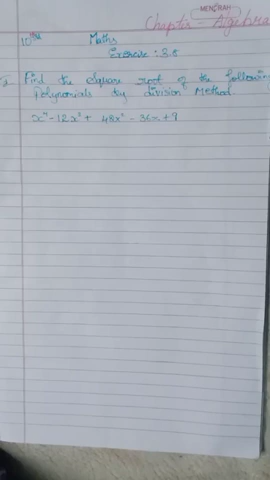 MENORAH
Chapter - Algebra
10th Maths
Exercise : 3.8
Find the Square root of the following
Polynomials by division Method
x⁴ - 12x³ + 48x² - 36x + 9